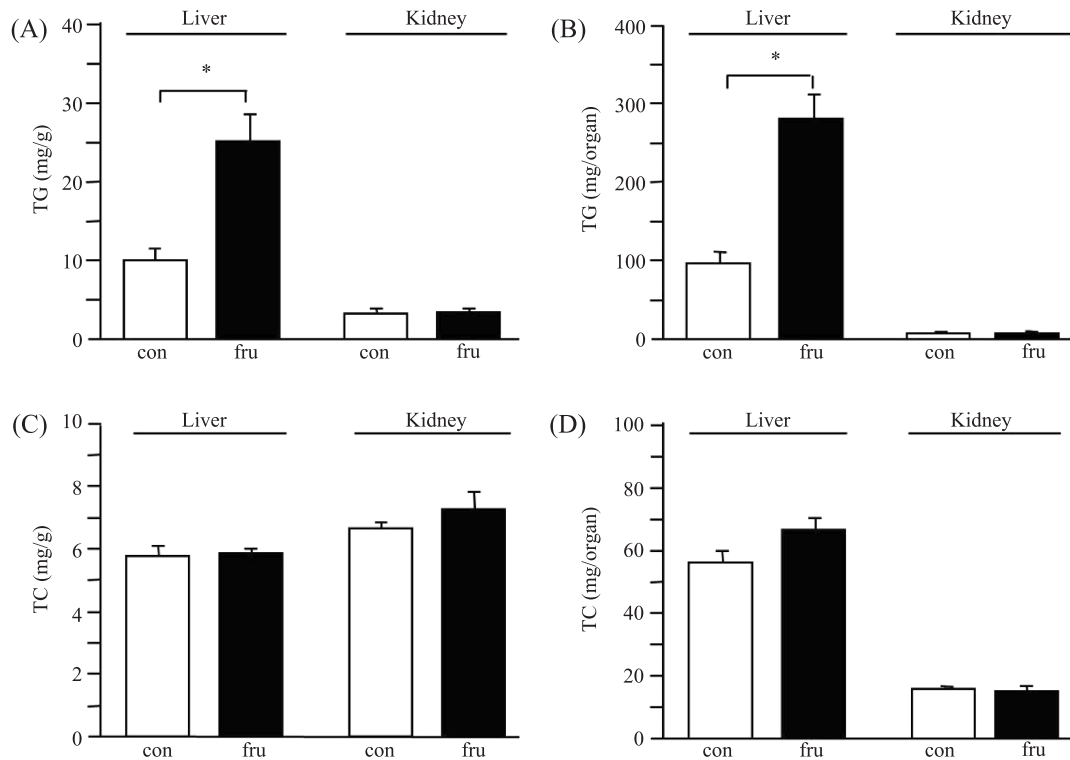 (A)
Liver
Kidney
TG (mg/g)
40
30
20
10
0
*
con
fru
con
fru
(B)
Liver
Kidney
TG (mg/organ)
400
300
200
100
0
*
con
fru
con
fru
(C)
Liver
Kidney
TC (mg/g)
10
8
6
4
2
0
con
fru
con
fru
(D)
Liver
Kidney
TC (mg/organ)
100
80
60
40
20
0
con
fru
con
fru